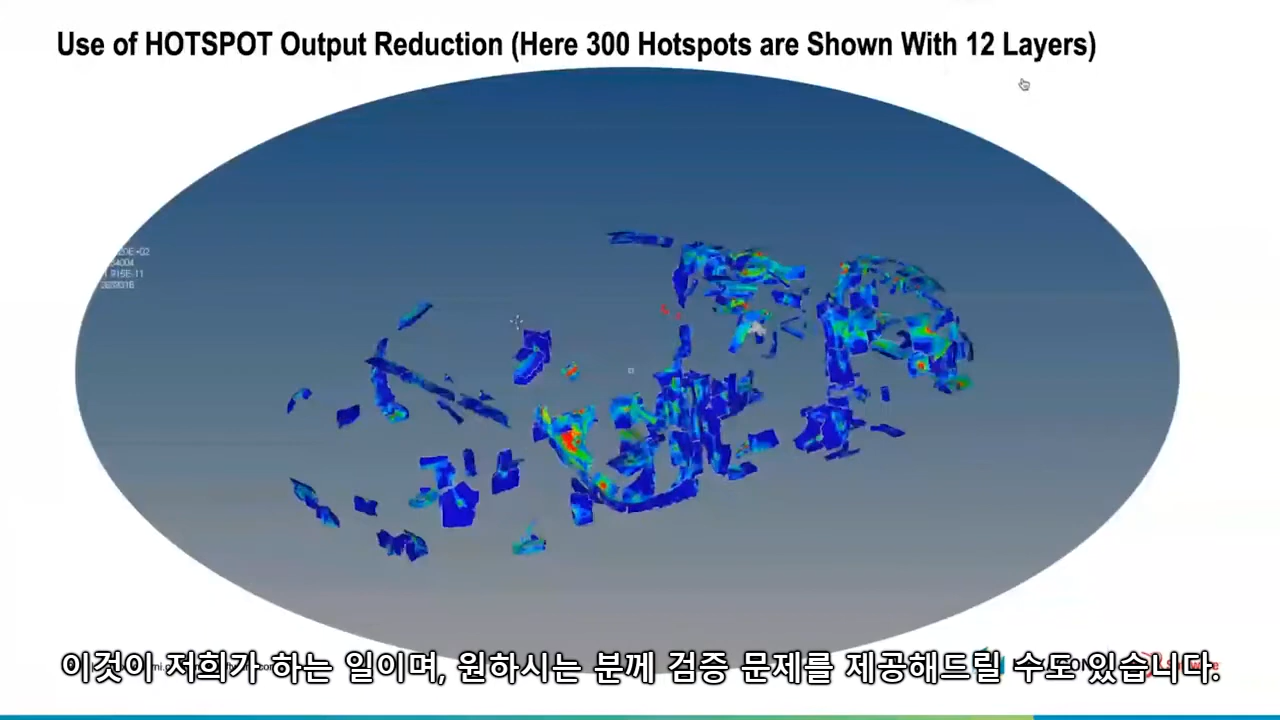 Use of HOTSPOT Output Reduction (Here 300 Hotspots are Shown With 12 Layers)
이것이 저희가 하는 일이며, 원하시는 분께 검증 문제를 제공해드릴 수도 있습니다.